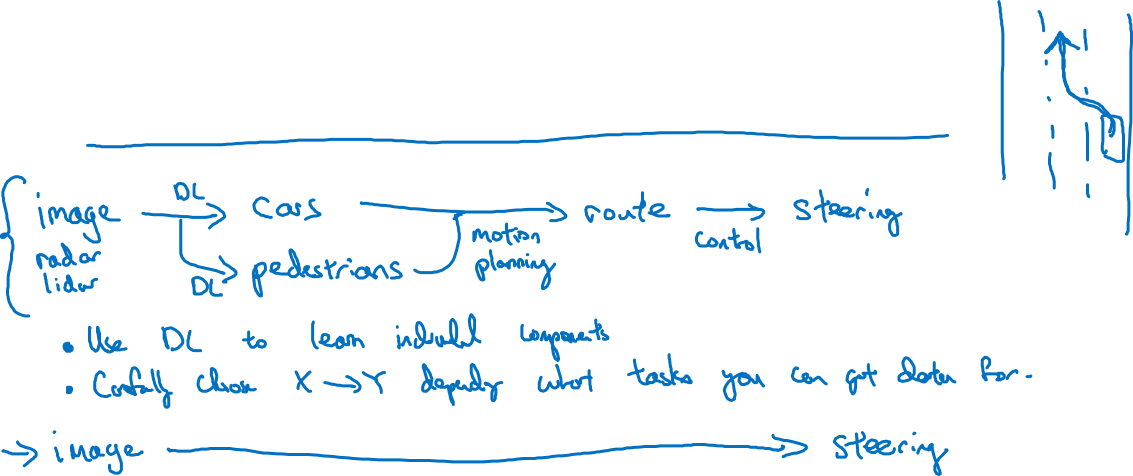 DL
image → cars → route → steering
radar motion control
lidar DL pedestrians planning
• Use DL to learn individual components
• Carefully choose X → Y depending what tasks you can get data for.
→ image → steering